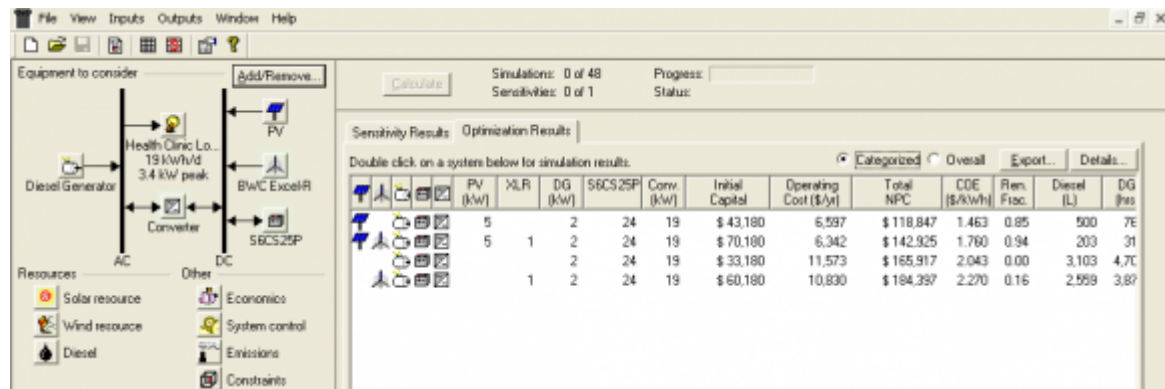 File View Inputs Outputs Window Help
Equipment to consider
Add/Remove...
Health Clinic Lo...
19 kWh/d
3.4 kW peak
Diesel Generator
Converter
PV
BWC Excel-R
S6CS25P
AC DC
Resources Other
Solar resource Economics
Wind resource System control
Diesel Emissions
Constraints
Calculate
Simulations: 0 of 48 Progress:
Sensitivities: 0 of 1 Status:
Sensitivity Results Optimization Results
Double click on a system below for simulation results. Categorized Overall Export... Details...
PV (kW) XLR DG (kW) S6CS25P Conv. (kW) Initial Capital Operating Cost ($/yr) Total NPC COE ($/kWh) Ren. Frac. Diesel (L) DG (hrs
5 2 24 19 $ 43,180 6,597 $ 118,847 1.463 0.85 500 76
5 1 2 24 19 $ 70,180 6,342 $ 142,925 1.760 0.94 203 31
2 24 19 $ 33,180 11,573 $ 165,917 2.043 0.00 3,103 4,70
1 2 24 19 $ 60,180 10,830 $ 184,397 2.270 0.16 2,559 3,87